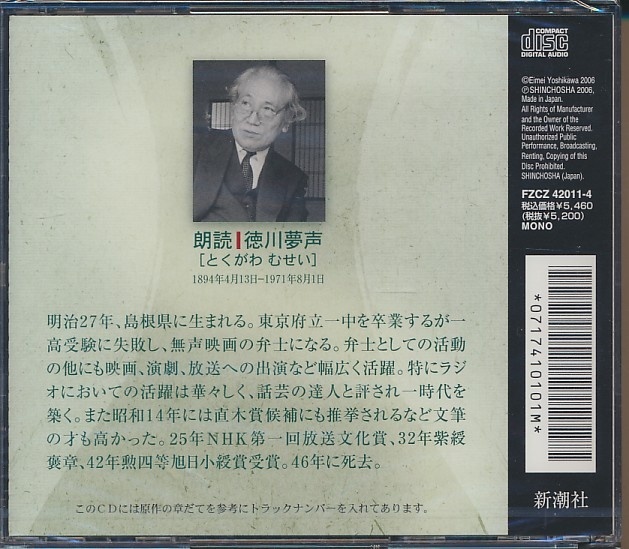 朗読 徳川夢声
[とくがわ むせい]
1894年4月13日-1971年8月1日
明治27年、島根県に生まれる。東京府立一中を卒業するが一
高受験に失敗し、無声映画の弁士になる。弁士としての活動
の他にも映画、演劇、放送への出演など幅広く活躍。特にラジ
オにおいての活躍は華々しく、話芸の達人と評され一時代を
築く。また昭和14年には直木賞候補にも推挙されるなど文筆
の才も高かった。25年NHK第一回放送文化賞、32年紫綬
褒章、42年勲四等旭日小綬賞受賞。46年に死去。
このCDには原作の章だてを参考にトラックナンバーを入れてあります。
COMPACT
disc
DIGITAL AUDIO
©Eimei Yoshikawa 2006
℗SHINCHOSHA 2006,
Made in Japan.
All Rights of Manufacturer
and the Owner of the
Recorded Work Reserved.
Unauthorized Public
Performance, Broadcasting,
Renting, Copying of this
Disc Prohibited.
SHINCHOSHA (Japan).
FZCZ 42011-4
税込価格¥5,460
(税抜¥5,200)
MONO
*0717410101M*
新潮社